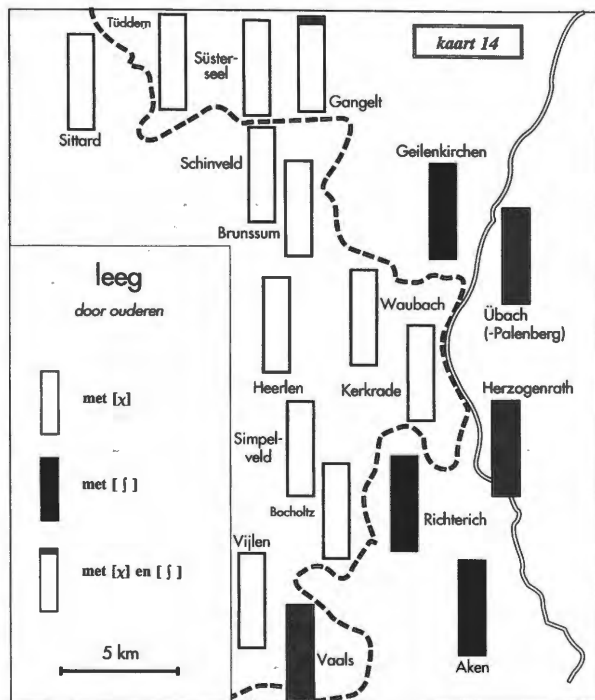 Tüddern
kaart 14
Süster-
seel
Gangelt
Sittard
Schinveld
Geilenkirchen
Brunssum
leeg
door ouderen
Waubach
Übach
(-Palenberg)
met [χ]
Heerlen
Kerkrade
Herzogenrath
Simpel-
veld
met [ʃ]
Bocholtz
Richterich
Vijlen
met [χ] en [ʃ]
5 km
Vaals
Aken